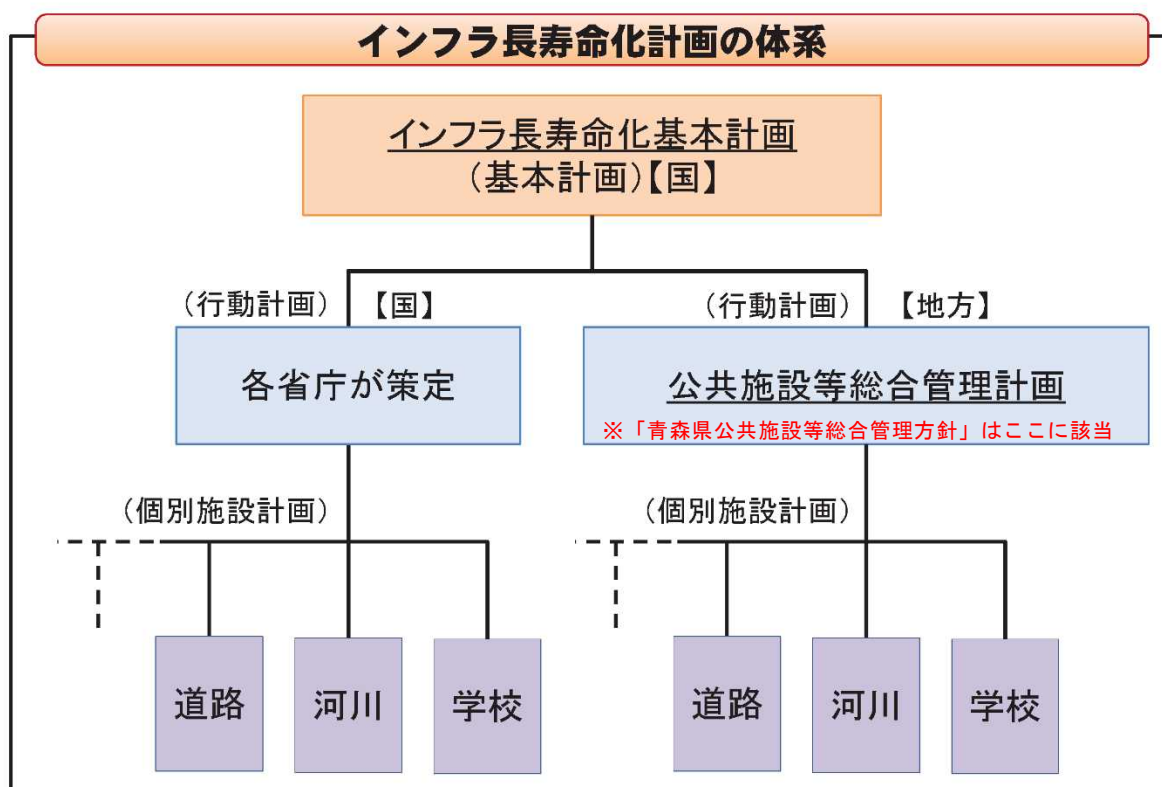 インフラ長寿命化計画の体系
インフラ長寿命化基本計画
(基本計画)【国】
(行動計画) 【国】
(行動計画) 【地方】
各省庁が策定
公共施設等総合管理計画
※「青森県公共施設等総合管理方針」はここに該当
(個別施設計画)
(個別施設計画)
道路 河川 学校
道路 河川 学校